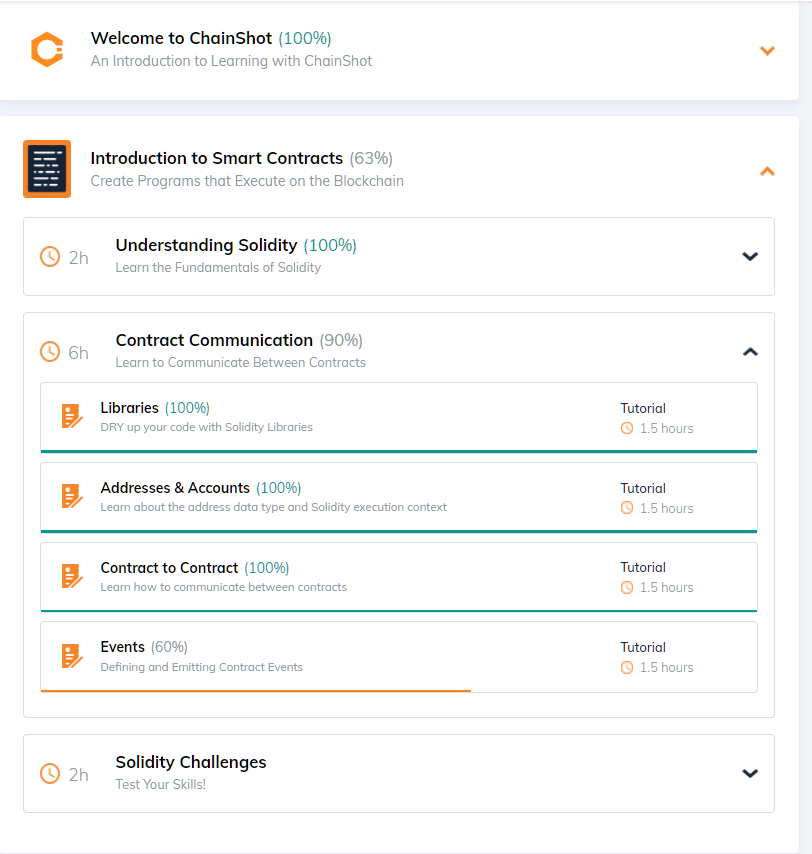 Welcome to ChainShot (100%)
An Introduction to Learning with ChainShot
Introduction to Smart Contracts (63%)
Create Programs that Execute on the Blockchain
2h
Understanding Solidity (100%)
Learn the Fundamentals of Solidity
6h
Contract Communication (90%)
Learn to Communicate Between Contracts
Libraries (100%)
DRY up your code with Solidity Libraries
Tutorial
1.5 hours
Addresses & Accounts (100%)
Learn about the address data type and Solidity execution context
Tutorial
1.5 hours
Contract to Contract (100%)
Learn how to communicate between contracts
Tutorial
1.5 hours
Events (60%)
Defining and Emitting Contract Events
Tutorial
1.5 hours
2h
Solidity Challenges
Test Your Skills!